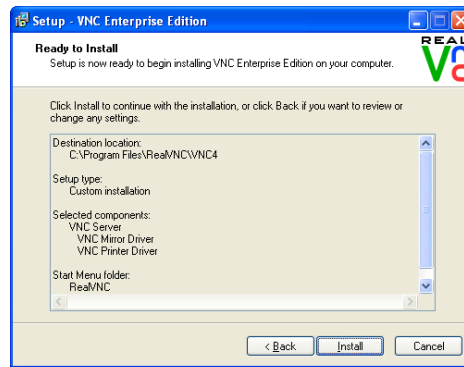 Setup - VNC Enterprise Edition
Ready to Install
Setup is now ready to begin installing VNC Enterprise Edition on your computer.
REAL
Click Install to continue with the installation, or click Back if you want to review or
change any settings.
Destination location:
C:\Program Files\RealVNC\VNC4
Setup type:
Custom installation
Selected components:
VNC Server
VNC Mirror Driver
VNC Printer Driver
Start Menu folder:
RealVNC
< Back
Install
Cancel